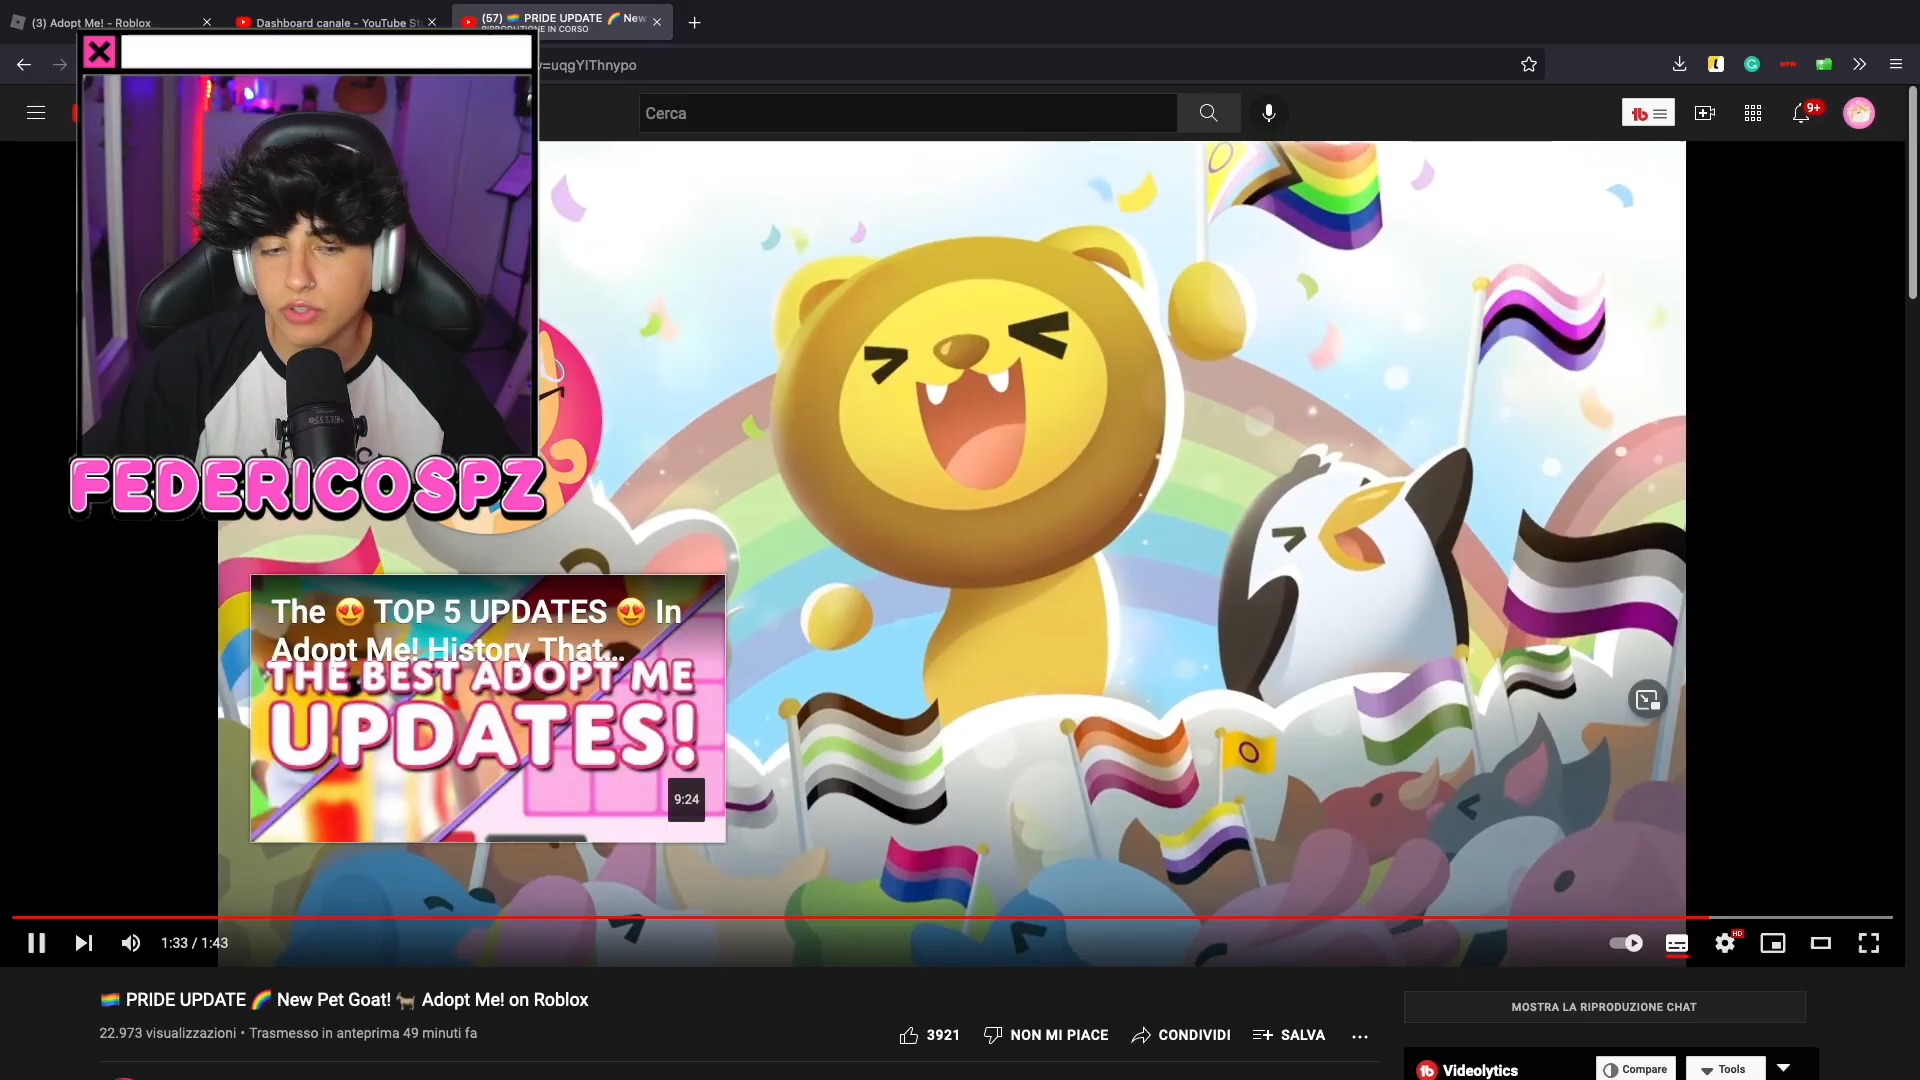 (3) Adopt Me! - Roblox
Dashboard canale - YouTube St
(57) 🏳️‍🌈 PRIDE UPDATE 🌈 New
RIPRODUZIONE IN CORSO
v=uqgYIThnypo
Cerca
9+
FEDERICOSPZ
The 😍 TOP 5 UPDATES 😍 In
Adopt Me! History That...
THE BEST ADOPT ME
UPDATES!
9:24
1:33 / 1:43
HD
🏳️‍🌈 PRIDE UPDATE 🌈 New Pet Goat! 🐐 Adopt Me! on Roblox
22.973 visualizzazioni • Trasmesso in anteprima 49 minuti fa
3921
NON MI PIACE
CONDIVIDI
SALVA
MOSTRA LA RIPRODUZIONE CHAT
Videolytics
Compare
Tools